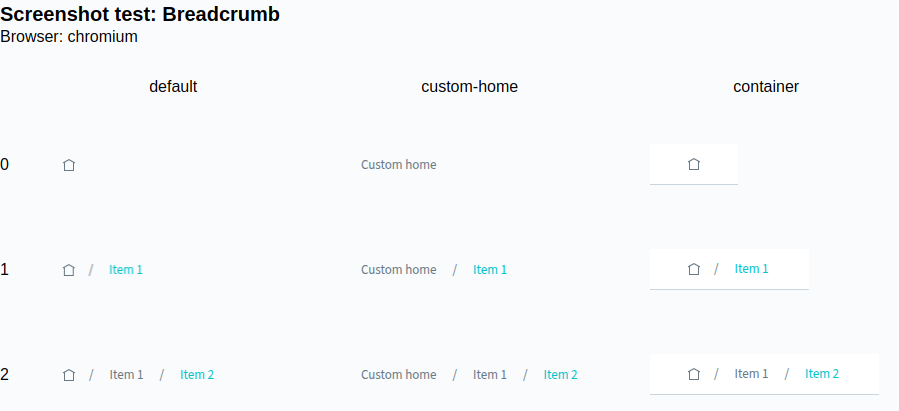 Screenshot test: Breadcrumb
Browser: chromium
default custom-home container
0 Custom home
1 / Item 1 Custom home / Item 1 / Item 1
2 / Item 1 / Item 2 Custom home / Item 1 / Item 2 / Item 1 / Item 2